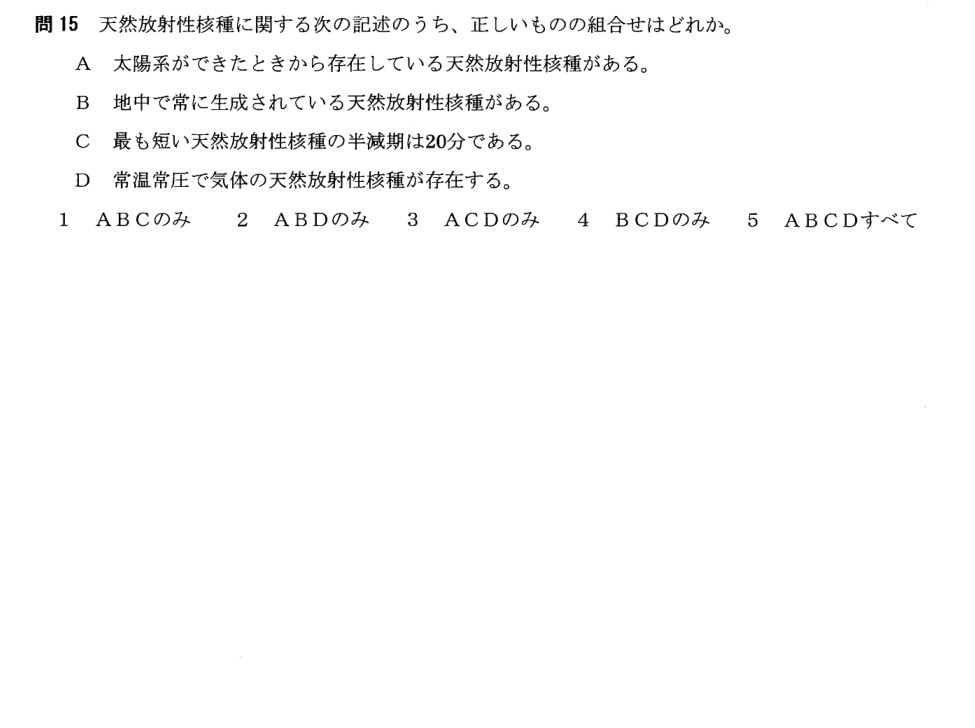 問15　天然放射性核種に関する次の記述のうち、正しいものの組合せはどれか。
A　太陽系ができたときから存在している天然放射性核種がある。
B　地中で常に生成されている天然放射性核種がある。
C　最も短い天然放射性核種の半減期は20分である。
D　常温常圧で気体の天然放射性核種が存在する。
1　ABCのみ　2　ABDのみ　3　ACDのみ　4　BCDのみ　5　ABCDすべて